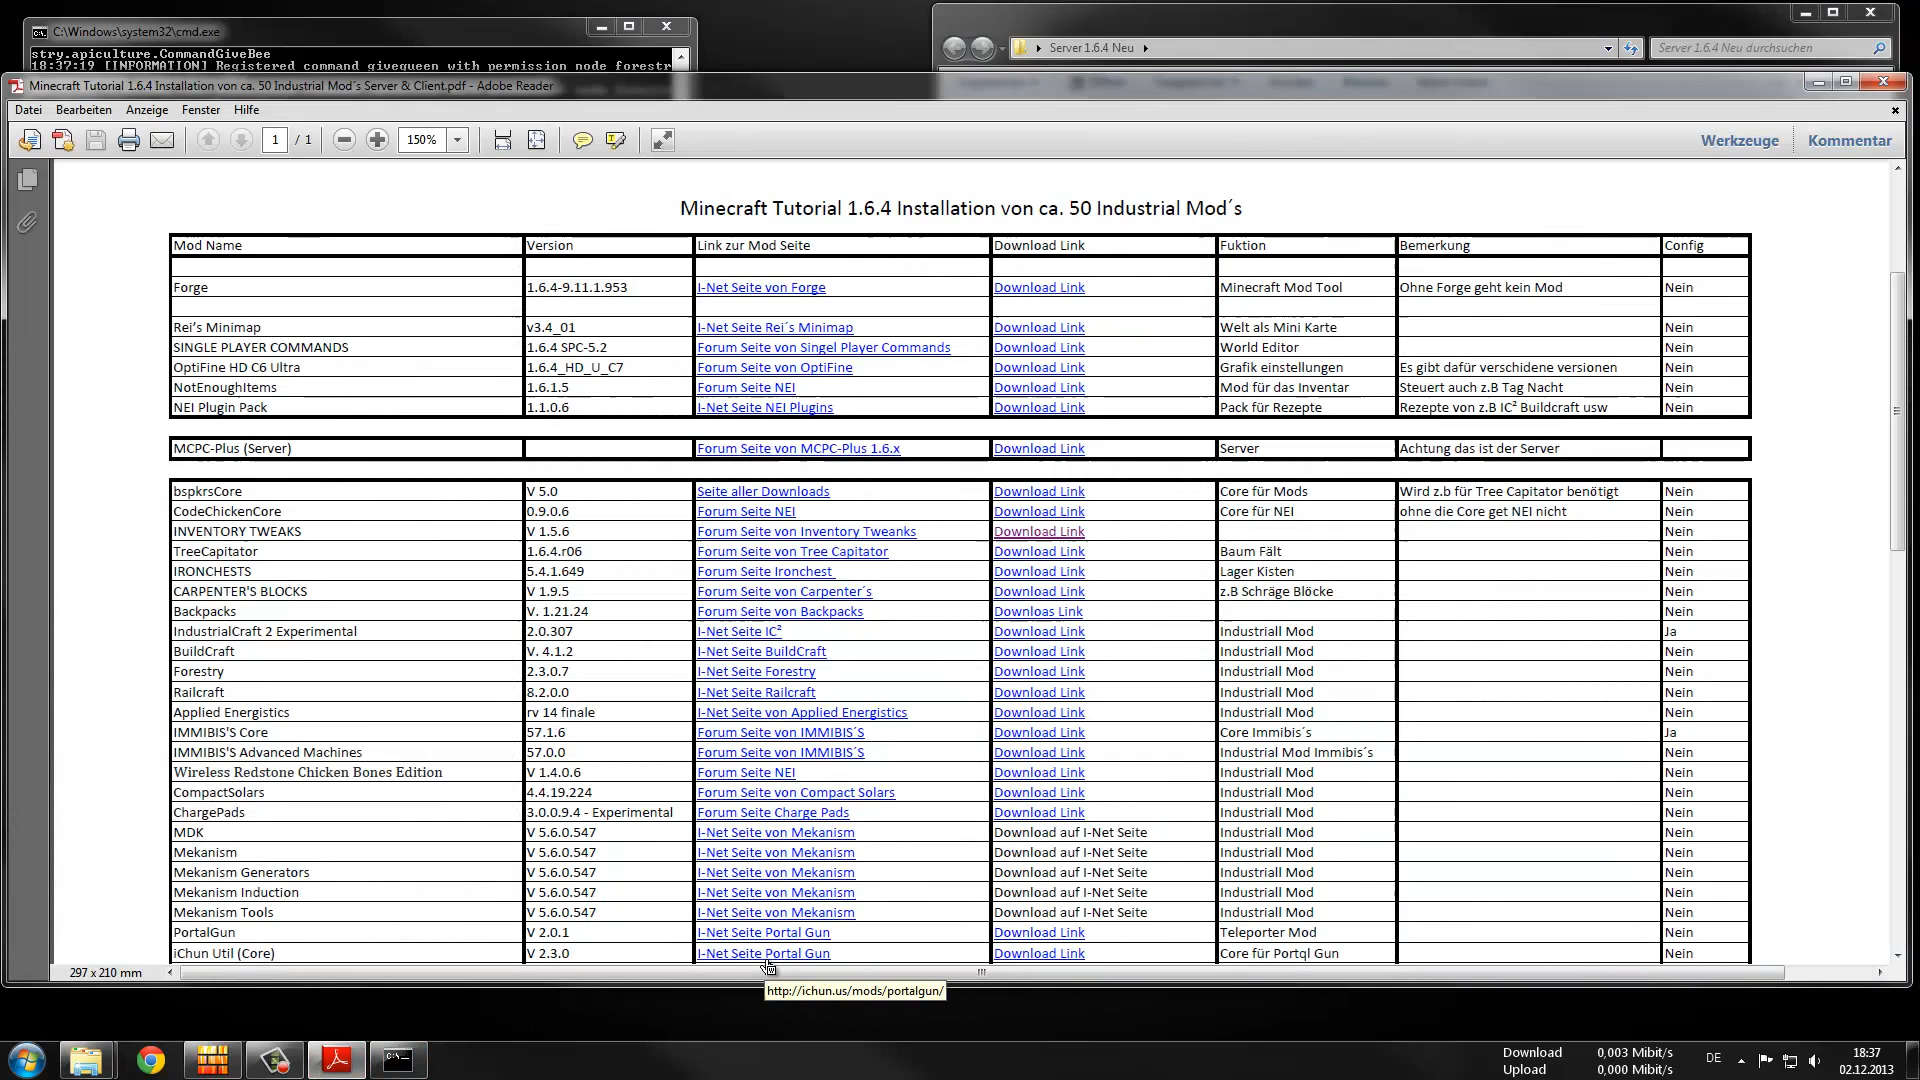 C:\Windows\system32\cmd.exe
stry.apiculture.CommandGiveBee
18:37:19 [INFORMATION] Registered command givequeen with permission node forestr
Server 1.6.4 Neu
Server 1.6.4 Neu durchsuchen
Minecraft Tutorial 1.6.4 Installation von ca. 50 Industrial Mod´s Server & Client.pdf - Adobe Reader
Datei Bearbeiten Anzeige Fenster Hilfe
1 / 1 150% Werkzeuge Kommentar
Minecraft Tutorial 1.6.4 Installation von ca. 50 Industrial Mod´s
Mod Name Version Link zur Mod Seite Download Link Fuktion Bemerkung Config
Forge 1.6.4-9.11.1.953 I-Net Seite von Forge Download Link Minecraft Mod Tool Ohne Forge geht kein Mod Nein
Rei’s Minimap v3.4_01 I-Net Seite Rei´s Minimap Download Link Welt als Mini Karte Nein
SINGLE PLAYER COMMANDS 1.6.4 SPC-5.2 Forum Seite von Singel Player Commands Download Link World Editor Nein
OptiFine HD C6 Ultra 1.6.4_HD_U_C7 Forum Seite von OptiFine Download Link Grafik einstellungen Es gibt dafür verschidene versionen Nein
NotEnoughItems 1.6.1.5 Forum Seite NEI Download Link Mod für das Inventar Steuert auch z.B Tag Nacht Nein
NEI Plugin Pack 1.1.0.6 I-Net Seite NEI Plugins Download Link Pack für Rezepte Rezepte von z.B IC² Buildcraft usw Nein
MCPC-Plus (Server) Forum Seite von MCPC-Plus 1.6.x Download Link Server Achtung das ist der Server
bspkrsCore V 5.0 Seite aller Downloads Download Link Core für Mods Wird z.b für Tree Capitator benötigt Nein
CodeChickenCore 0.9.0.6 Forum Seite NEI Download Link Core für NEI ohne die Core get NEI nicht Nein
INVENTORY TWEAKS V 1.5.6 Forum Seite von Inventory Tweanks Download Link Nein
TreeCapitator 1.6.4.r06 Forum Seite von Tree Capitator Download Link Baum Fält Nein
IRONCHESTS 5.4.1.649 Forum Seite Ironchest Download Link Lager Kisten Nein
CARPENTER'S BLOCKS V 1.9.5 Forum Seite von Carpenter´s Download Link z.B Schräge Blöcke Nein
Backpacks V. 1.21.24 Forum Seite von Backpacks Downloas Link Nein
IndustrialCraft 2 Experimental 2.0.307 I-Net Seite IC² Download Link Industriall Mod Ja
BuildCraft V. 4.1.2 I-Net Seite BuildCraft Download Link Industriall Mod Nein
Forestry 2.3.0.7 I-Net Seite Forestry Download Link Industriall Mod Nein
Railcraft 8.2.0.0 I-Net Seite Railcraft Download Link Industriall Mod Nein
Applied Energistics rv 14 finale I-Net Seite von Applied Energistics Download Link Industriall Mod Nein
IMMIBIS'S Core 57.1.6 Forum Seite von IMMIBIS´S Download Link Core Immibis´s Ja
IMMIBIS'S Advanced Machines 57.0.0 Forum Seite von IMMIBIS´S Download Link Industrial Mod Immibis´s Nein
Wireless Redstone Chicken Bones Edition V 1.4.0.6 Forum Seite NEI Download Link Industriall Mod Nein
CompactSolars 4.4.19.224 Forum Seite von Compact Solars Download Link Industriall Mod Nein
ChargePads 3.0.0.9.4 - Experimental Forum Seite Charge Pads Download Link Industriall Mod Nein
MDK V 5.6.0.547 I-Net Seite von Mekanism Download auf I-Net Seite Industriall Mod Nein
Mekanism V 5.6.0.547 I-Net Seite von Mekanism Download auf I-Net Seite Industriall Mod Nein
Mekanism Generators V 5.6.0.547 I-Net Seite von Mekanism Download auf I-Net Seite Industriall Mod Nein
Mekanism Induction V 5.6.0.547 I-Net Seite von Mekanism Download auf I-Net Seite Industriall Mod Nein
Mekanism Tools V 5.6.0.547 I-Net Seite von Mekanism Download auf I-Net Seite Industriall Mod Nein
PortalGun V 2.0.1 I-Net Seite Portal Gun Download Link Teleporter Mod Nein
iChun Util (Core) V 2.3.0 I-Net Seite Portal Gun Download Link Core für Portql Gun Nein
297 x 210 mm
http://ichun.us/mods/portalgun/
Download 0,003 Mibit/s DE 18:37
Upload 0,000 Mibit/s 02.12.2013